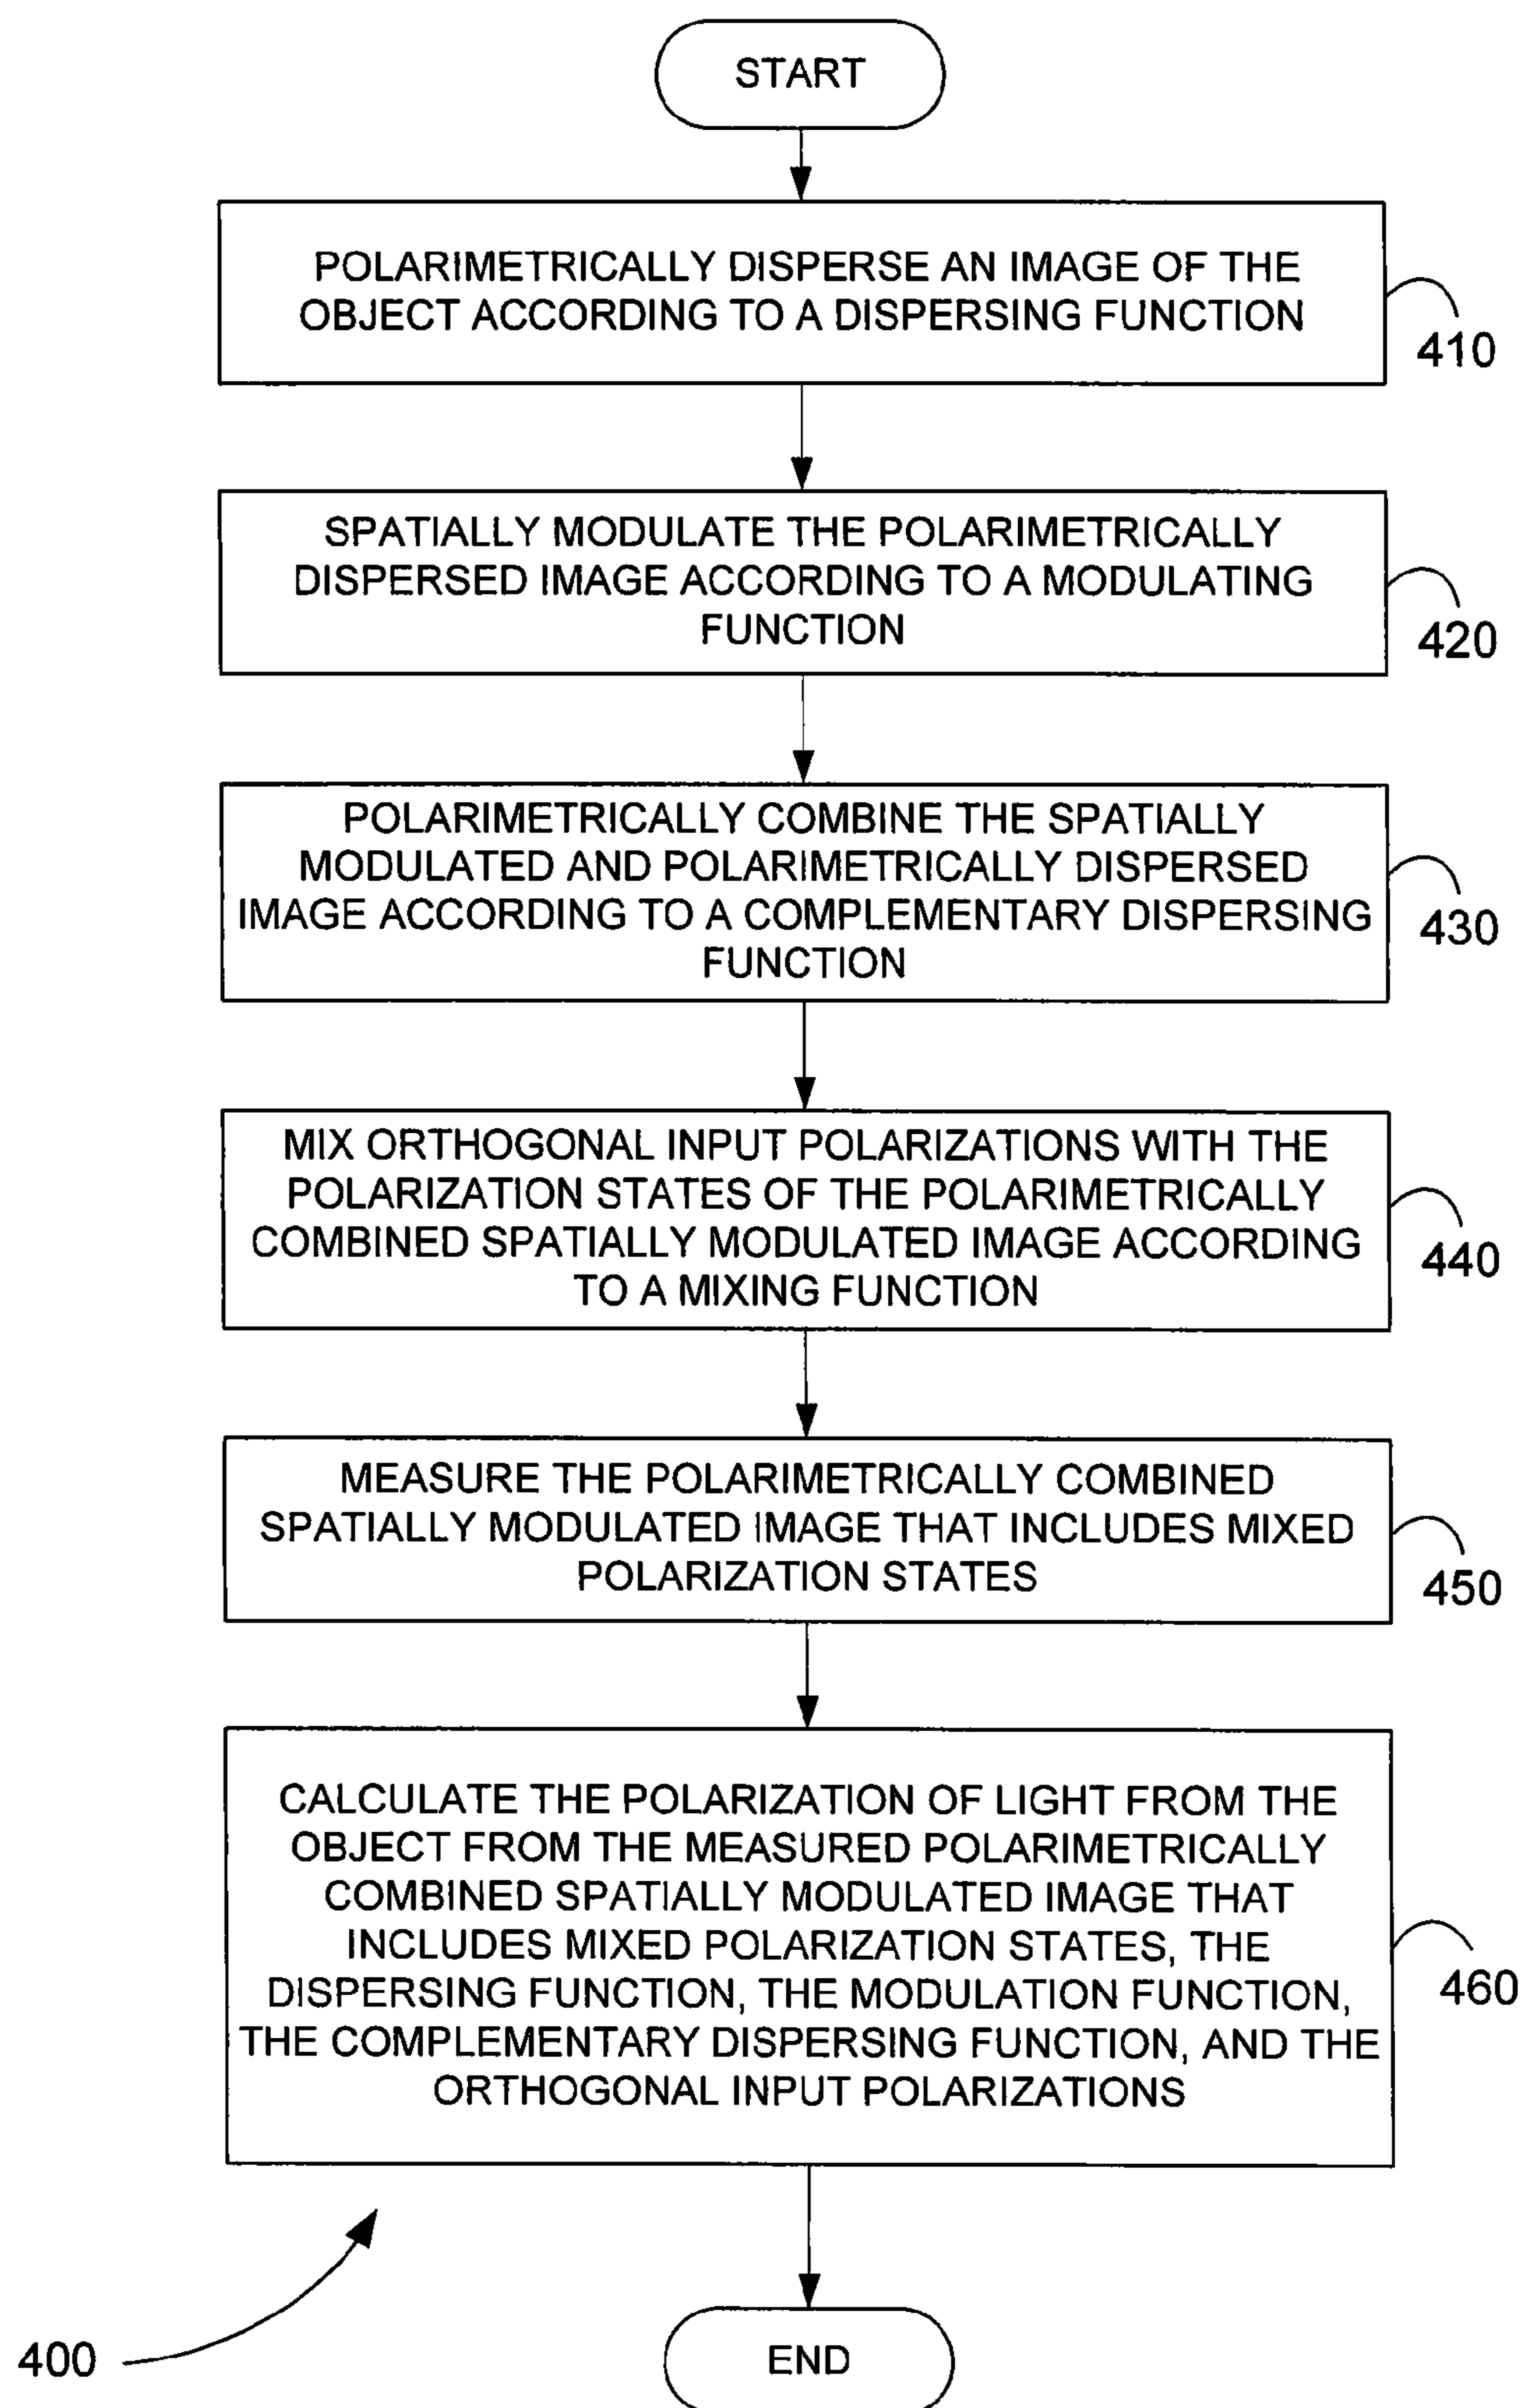 START
POLARIMETRICALLY DISPERSE AN IMAGE OF THE
OBJECT ACCORDING TO A DISPERSING FUNCTION
410
SPATIALLY MODULATE THE POLARIMETRICALLY
DISPERSED IMAGE ACCORDING TO A MODULATING
FUNCTION
420
POLARIMETRICALLY COMBINE THE SPATIALLY
MODULATED AND POLARIMETRICALLY DISPERSED
IMAGE ACCORDING TO A COMPLEMENTARY DISPERSING
FUNCTION
430
MIX ORTHOGONAL INPUT POLARIZATIONS WITH THE
POLARIZATION STATES OF THE POLARIMETRICALLY
COMBINED SPATIALLY MODULATED IMAGE ACCORDING
TO A MIXING FUNCTION
440
MEASURE THE POLARIMETRICALLY COMBINED
SPATIALLY MODULATED IMAGE THAT INCLUDES MIXED
POLARIZATION STATES
450
CALCULATE THE POLARIZATION OF LIGHT FROM THE
OBJECT FROM THE MEASURED POLARIMETRICALLY
COMBINED SPATIALLY MODULATED IMAGE THAT
INCLUDES MIXED POLARIZATION STATES, THE
DISPERSING FUNCTION, THE MODULATION FUNCTION,
THE COMPLEMENTARY DISPERSING FUNCTION, AND THE
ORTHOGONAL INPUT POLARIZATIONS
460
400
END